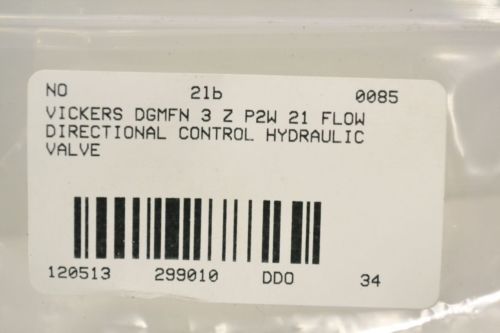 NO 21b 0085
VICKERS DGMFN 3 Z P2W 21 FLOW
DIRECTIONAL CONTROL HYDRAULIC
VALVE
120513 299010 DDO 34